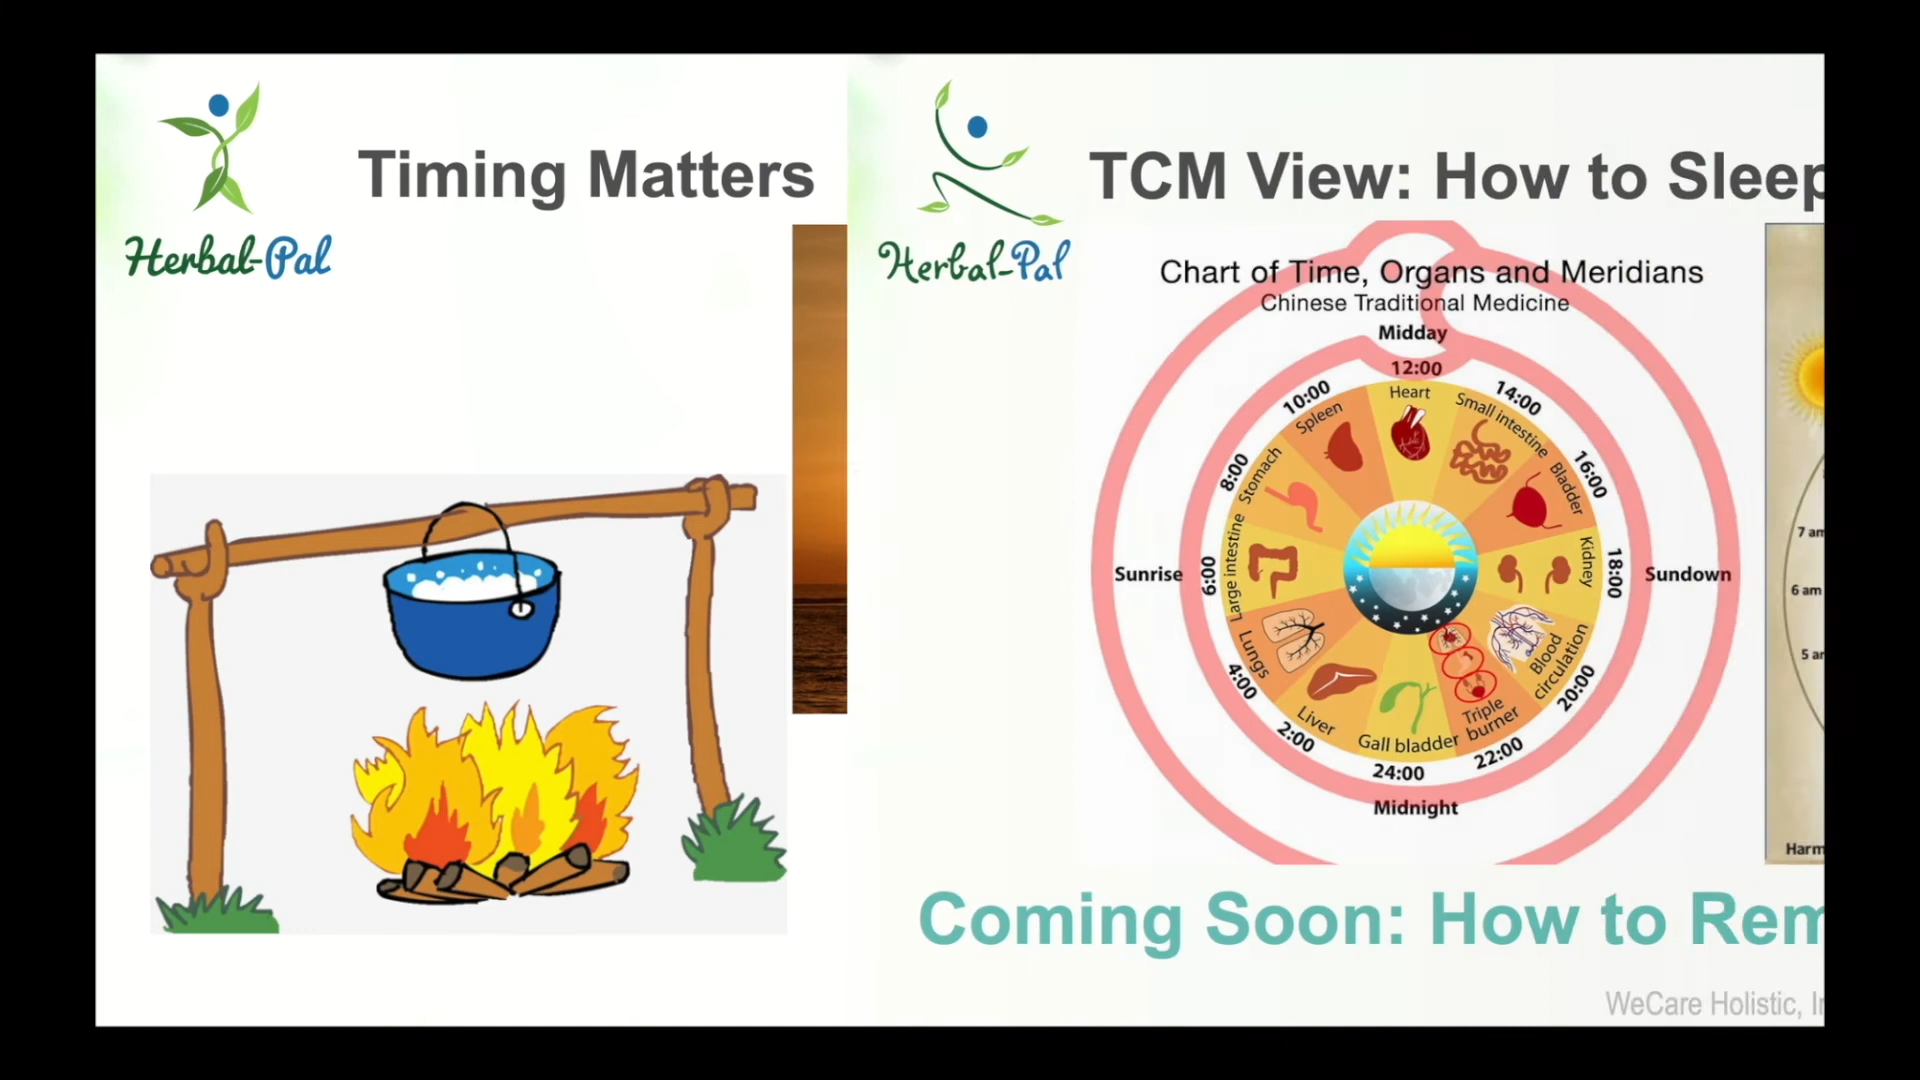 Timing Matters
Herbal-Pal
TCM View: How to Sleep
Herbal-Pal
Chart of Time, Organs and Meridians
Chinese Traditional Medicine
Midday
12:00
Heart
14:00
Small intestine
16:00
Bladder
18:00
Kidney
Sundown
20:00
Blood circulation
22:00
Triple burner
24:00
Gall bladder
Midnight
2:00
Liver
4:00
Lungs
6:00
Large intestine
Sunrise
8:00
Stomach
10:00
Spleen
7 am
6 am
5 a
Harm
Coming Soon: How to Rem
WeCare Holistic, I